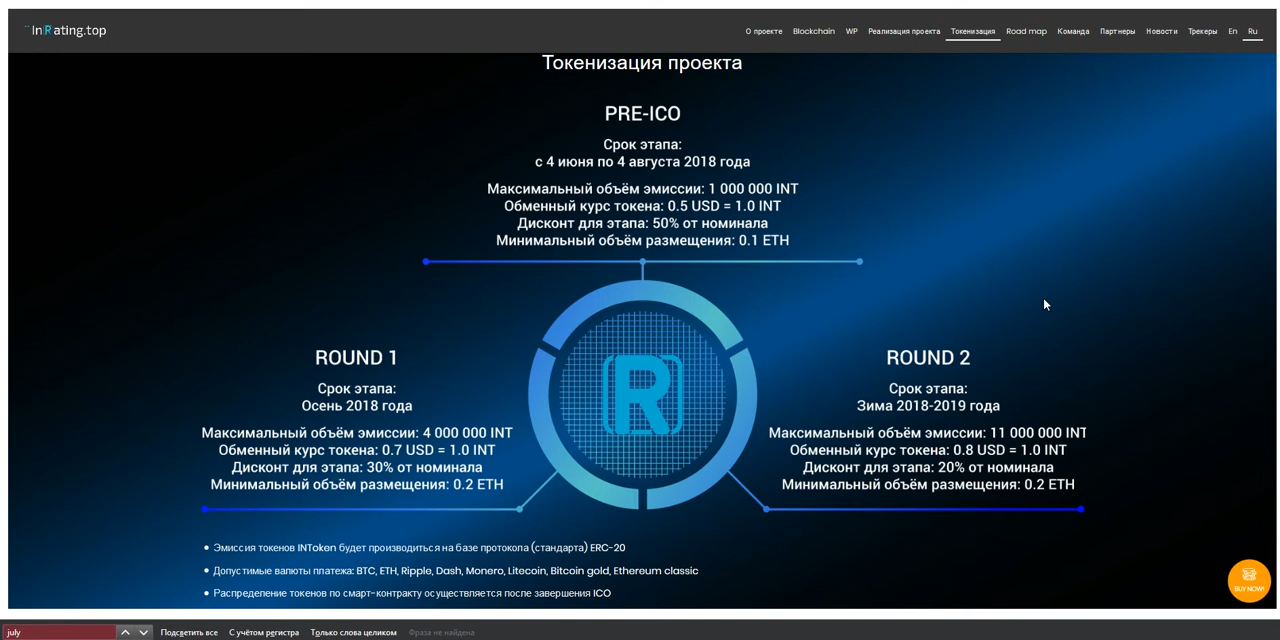 InRating.top
О проекте Blockchain WP Реализация проекта Токенизация Road map Команда Партнеры Новости Трекеры En Ru
Токенизация проекта
PRE-ICO
Срок этапа:
с 4 июня по 4 августа 2018 года
Максимальный объём эмиссии: 1 000 000 INT
Обменный курс токена: 0.5 USD = 1.0 INT
Дисконт для этапа: 50% от номинала
Минимальный объём размещения: 0.1 ETH
R
ROUND 1
Срок этапа:
Осень 2018 года
Максимальный объём эмиссии: 4 000 000 INT
Обменный курс токена: 0.7 USD = 1.0 INT
Дисконт для этапа: 30% от номинала
Минимальный объём размещения: 0.2 ETH
ROUND 2
Срок этапа:
Зима 2018-2019 года
Максимальный объём эмиссии: 11 000 000 INT
Обменный курс токена: 0.8 USD = 1.0 INT
Дисконт для этапа: 20% от номинала
Минимальный объём размещения: 0.2 ETH
• Эмиссия токенов INToken будет производиться на базе протокола (стандарта) ERC-20
• Допустимые валюты платежа: BTC, ETH, Ripple, Dash, Monero, Litecoin, Bitcoin gold, Ethereum classic
• Распределение токенов по смарт-контракту осуществляется после завершения ICO
BUY NOW!
july Подсветить все С учётом регистра Только слова целиком Фраза не найдена